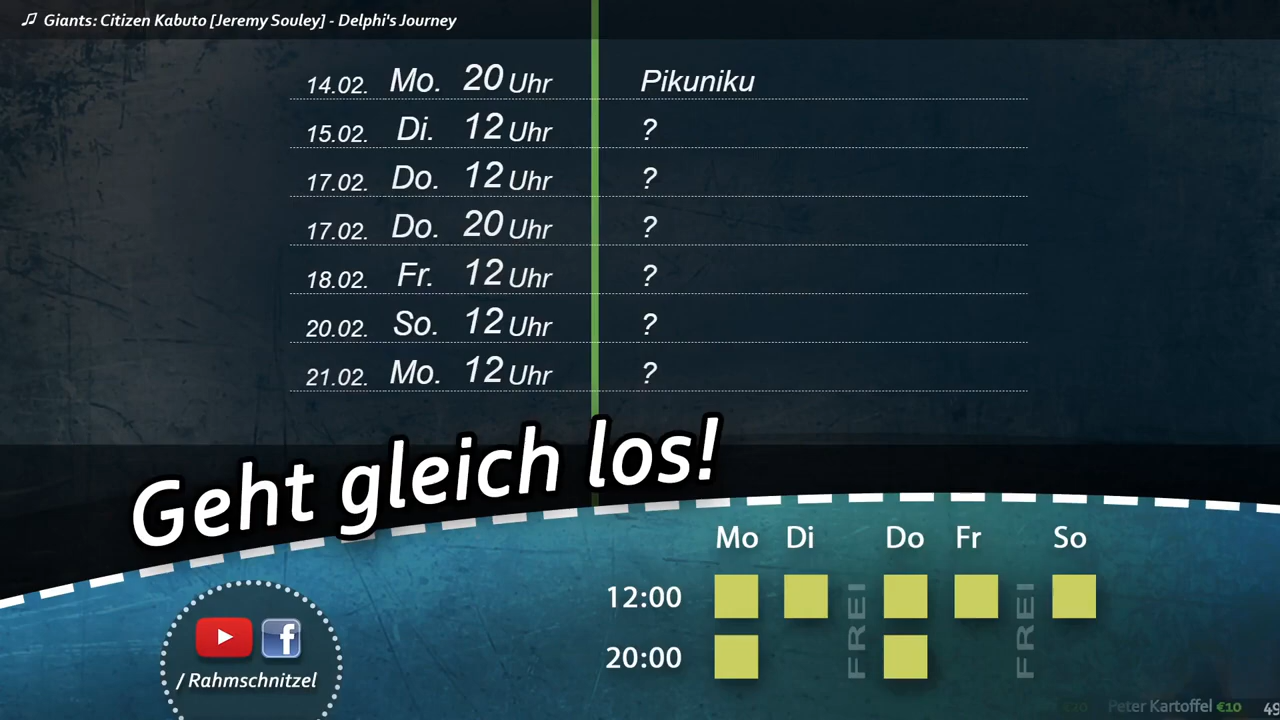 ♫ Giants: Citizen Kabuto [Jeremy Souley] - Delphi's Journey
14.02. Mo. 20 Uhr Pikuniku
15.02. Di. 12 Uhr ?
17.02. Do. 12 Uhr ?
17.02. Do. 20 Uhr ?
18.02. Fr. 12 Uhr ?
20.02. So. 12 Uhr ?
21.02. Mo. 12 Uhr ?
Geht gleich los!
Mo Di Do Fr So
12:00
20:00
FREI
FREI
/ Rahmschnitzel
€20 Peter Kartoffel €10 49